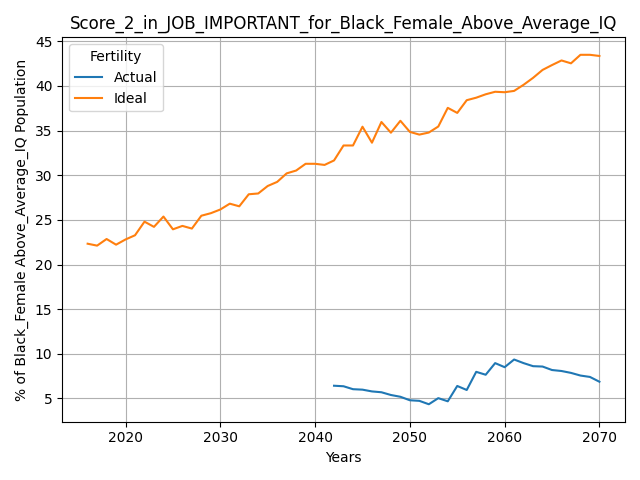 Score_2_in_JOB_IMPORTANT_for_Black_Female_Above_Average_IQ
% of Black_Female Above_Average_IQ Population
45
40
35
30
25
20
15
10
5
Fertility
Actual
Ideal
2020 2030 2040 2050 2060 2070
Years